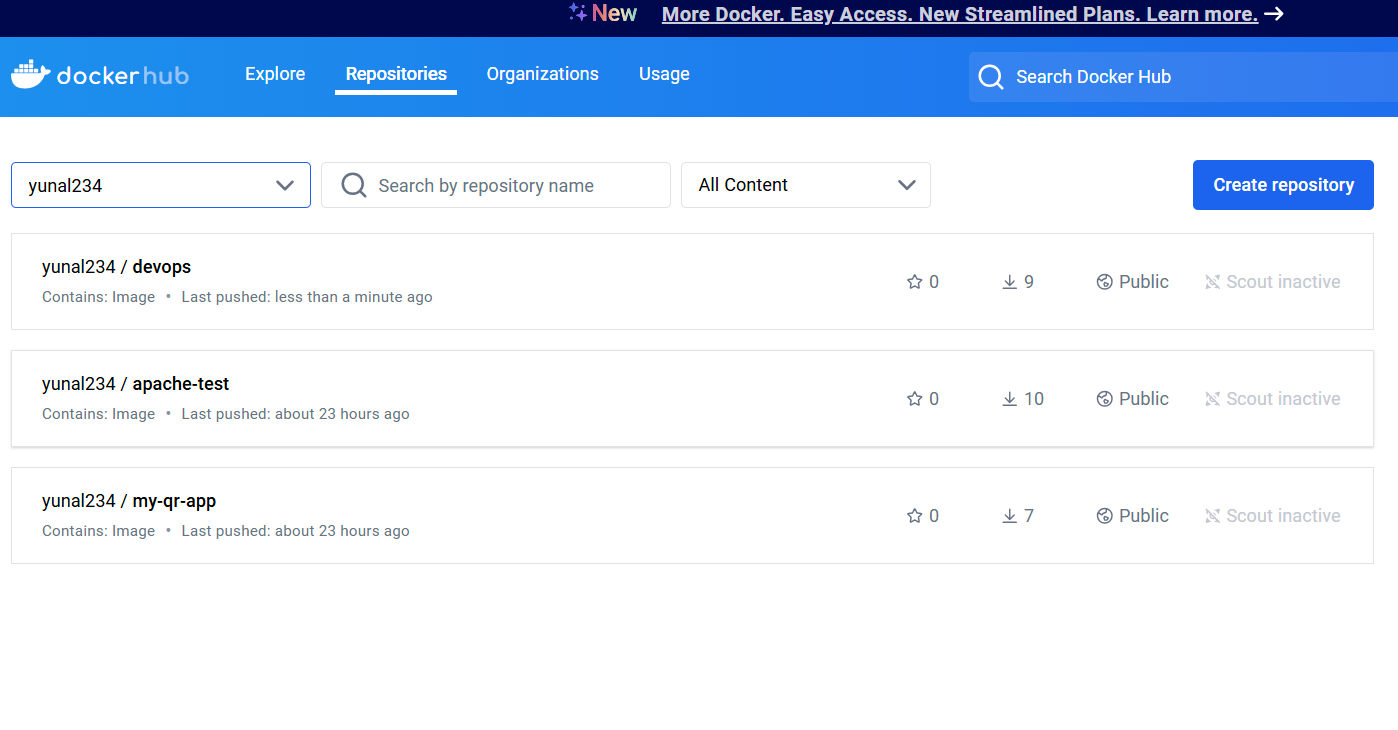 New More Docker. Easy Access. New Streamlined Plans. Learn more. →
dockerhub Explore Repositories Organizations Usage Search Docker Hub
yunal234 Search by repository name All Content Create repository
yunal234 / devops
Contains: Image • Last pushed: less than a minute ago
0 9 Public Scout inactive
yunal234 / apache-test
Contains: Image • Last pushed: about 23 hours ago
0 10 Public Scout inactive
yunal234 / my-qr-app
Contains: Image • Last pushed: about 23 hours ago
0 7 Public Scout inactive